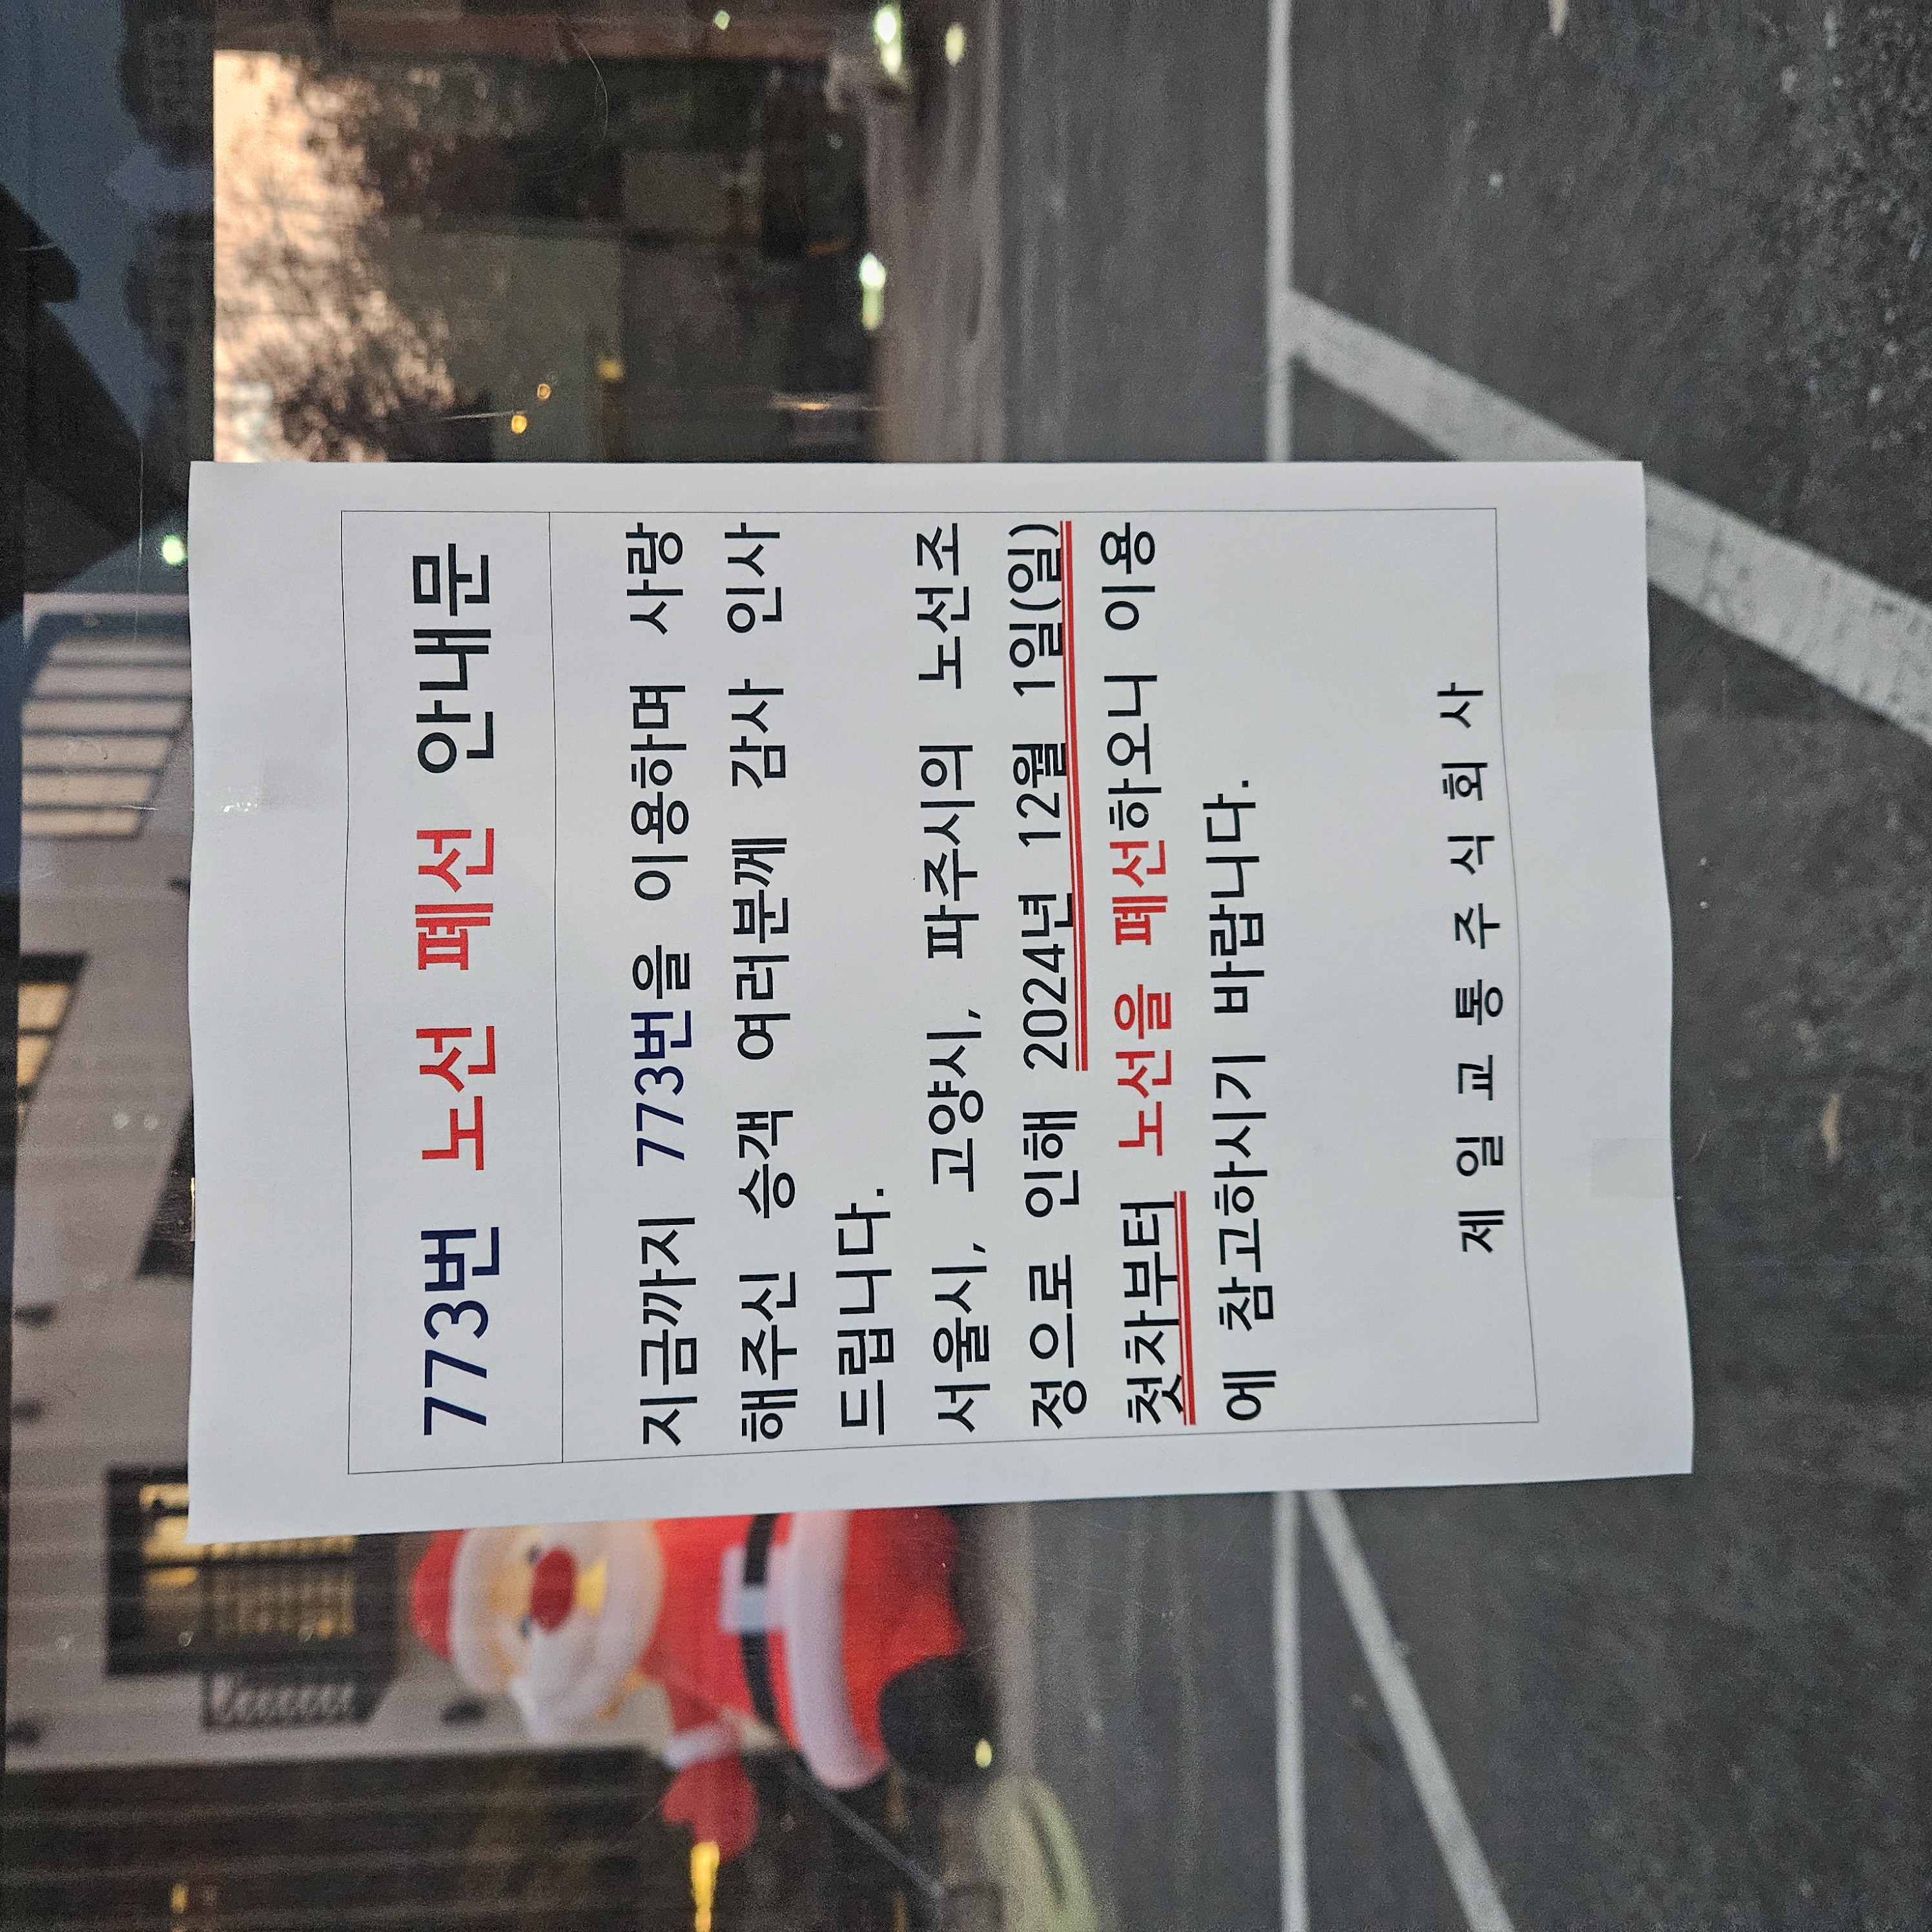 773번 노선 폐선 안내문
지금까지 773번을 이용하며 사랑
해주신 승객 여러분께 감사 인사
드립니다.
서울시, 고양시, 파주시의 노선조
정으로 인해 2024년 12월 1일(일)
첫차부터 노선을 폐선하오니 이용
에 참고하시기 바랍니다.
제 일 교 통 주 식 회 사